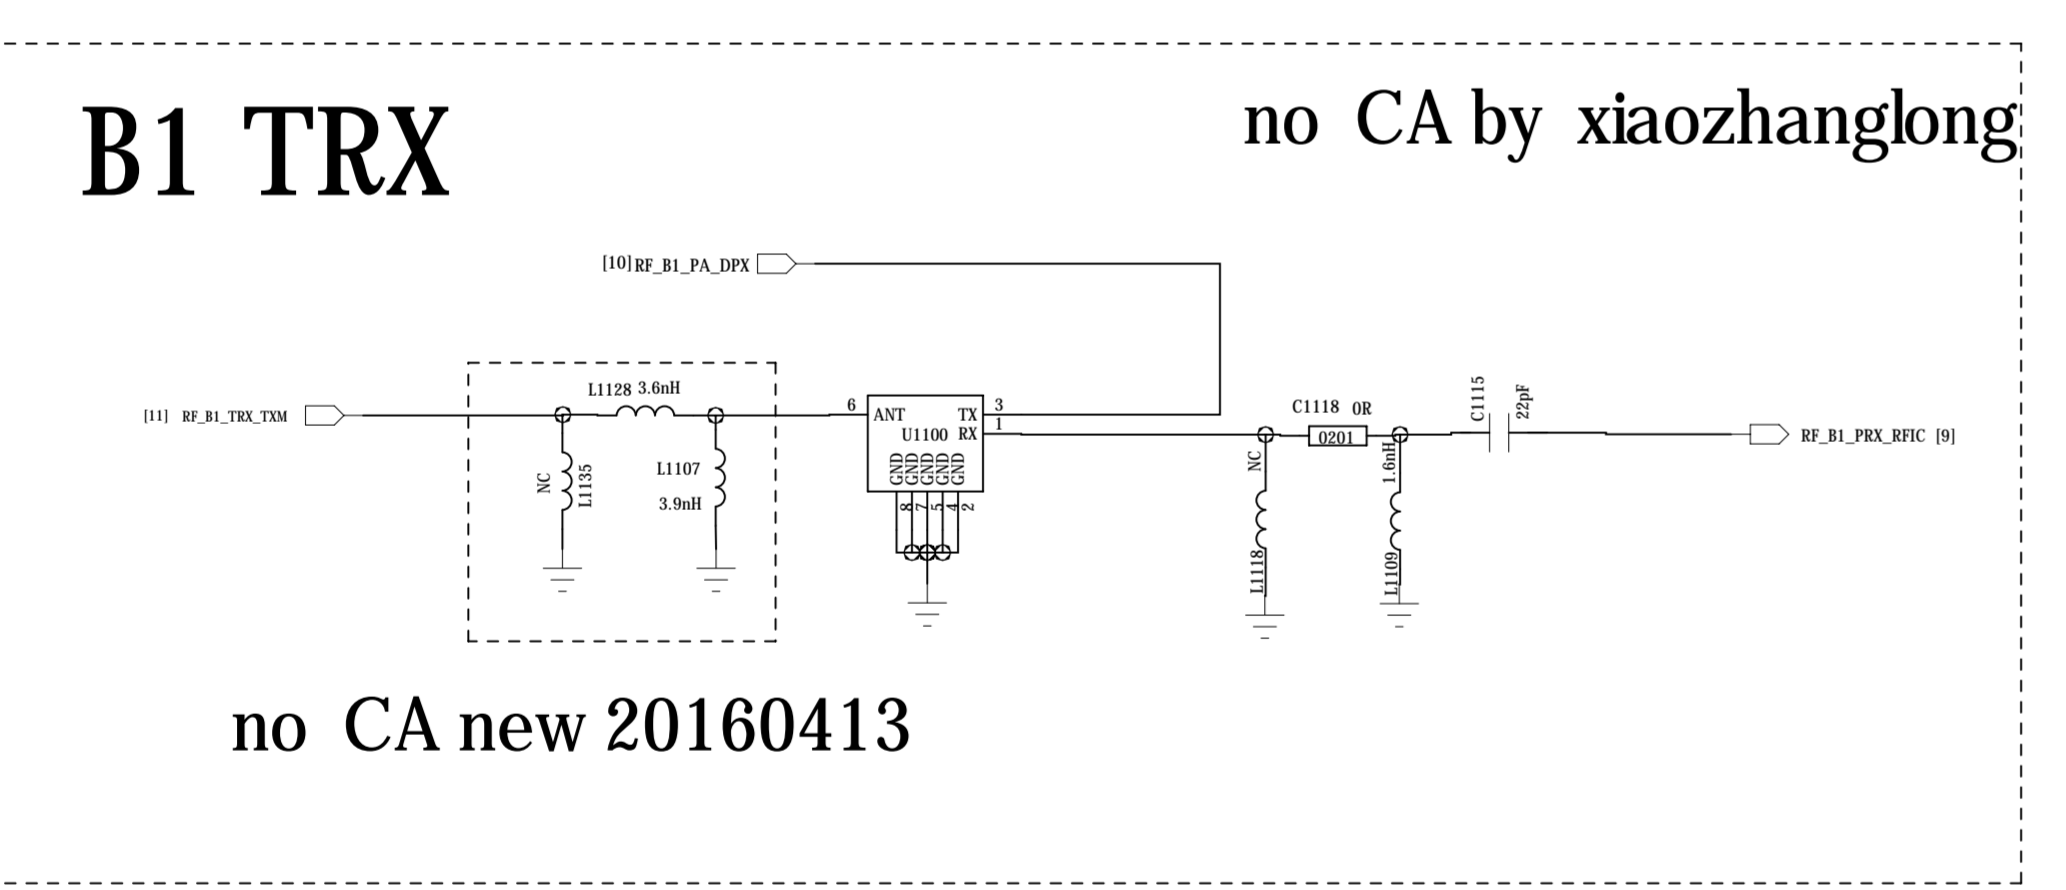 B1 TRX
no CA by xiaozhanglong
[10] RF_B1_PA_DPX
L1128 3.6nH
[11] RF_B1_TRX_TXM
NC
L1135
L1107
3.9nH
6
ANT
TX
3
U1100
RX
1
GND
GND
GND
GND
GND
8
7
5
4
2
C1118 0R
0201
NC
L1118
1.6nH
L1109
C1115
22pF
RF_B1_PRX_RFIC [9]
no CA new 20160413